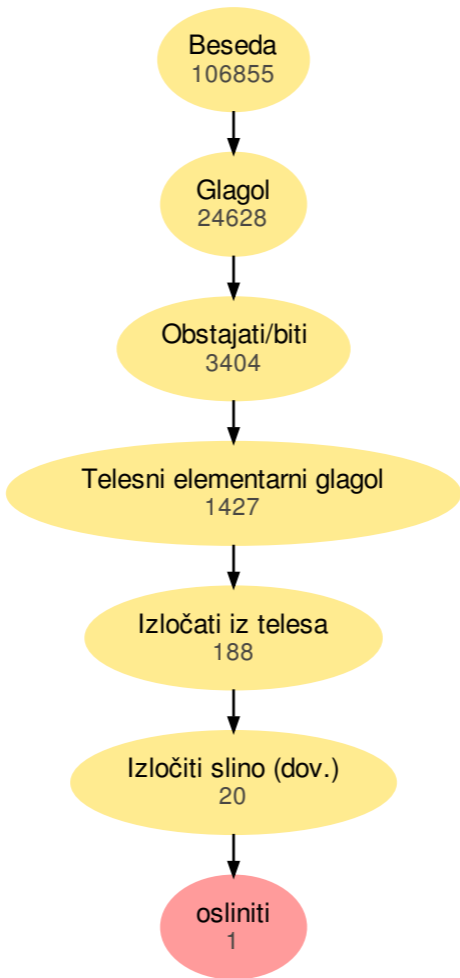 Beseda
106855
Glagol
24628
Obstajati/biti
3404
Telesni elementarni glagol
1427
Izločati iz telesa
188
Izločiti slino (dov.)
20
osliniti
1